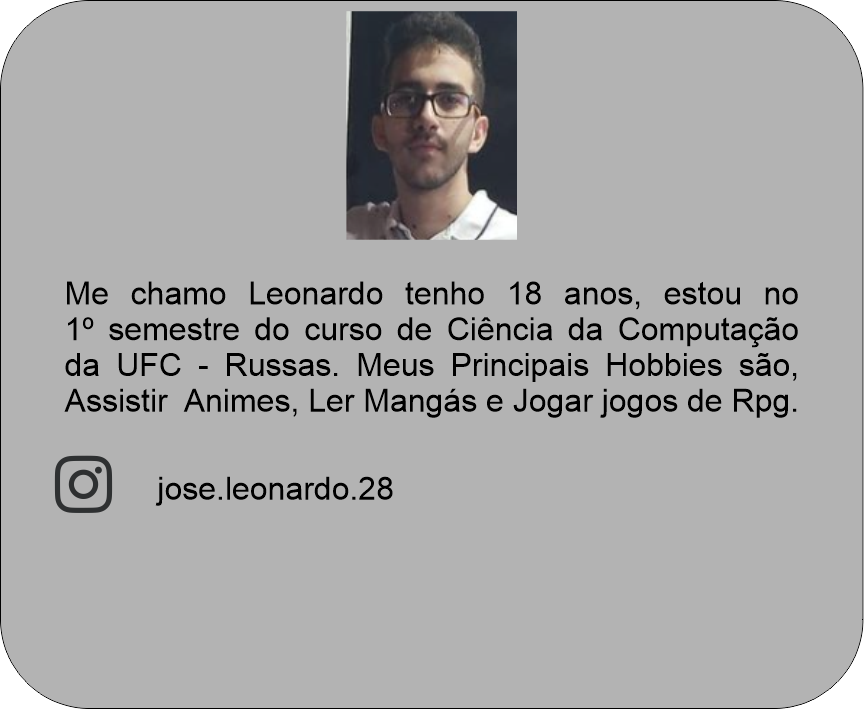 Me chamo Leonardo tenho 18 anos, estou no
1º semestre do curso de Ciência da Computação
da UFC - Russas. Meus Principais Hobbies são,
Assistir Animes, Ler Mangás e Jogar jogos de Rpg.
jose.leonardo.28